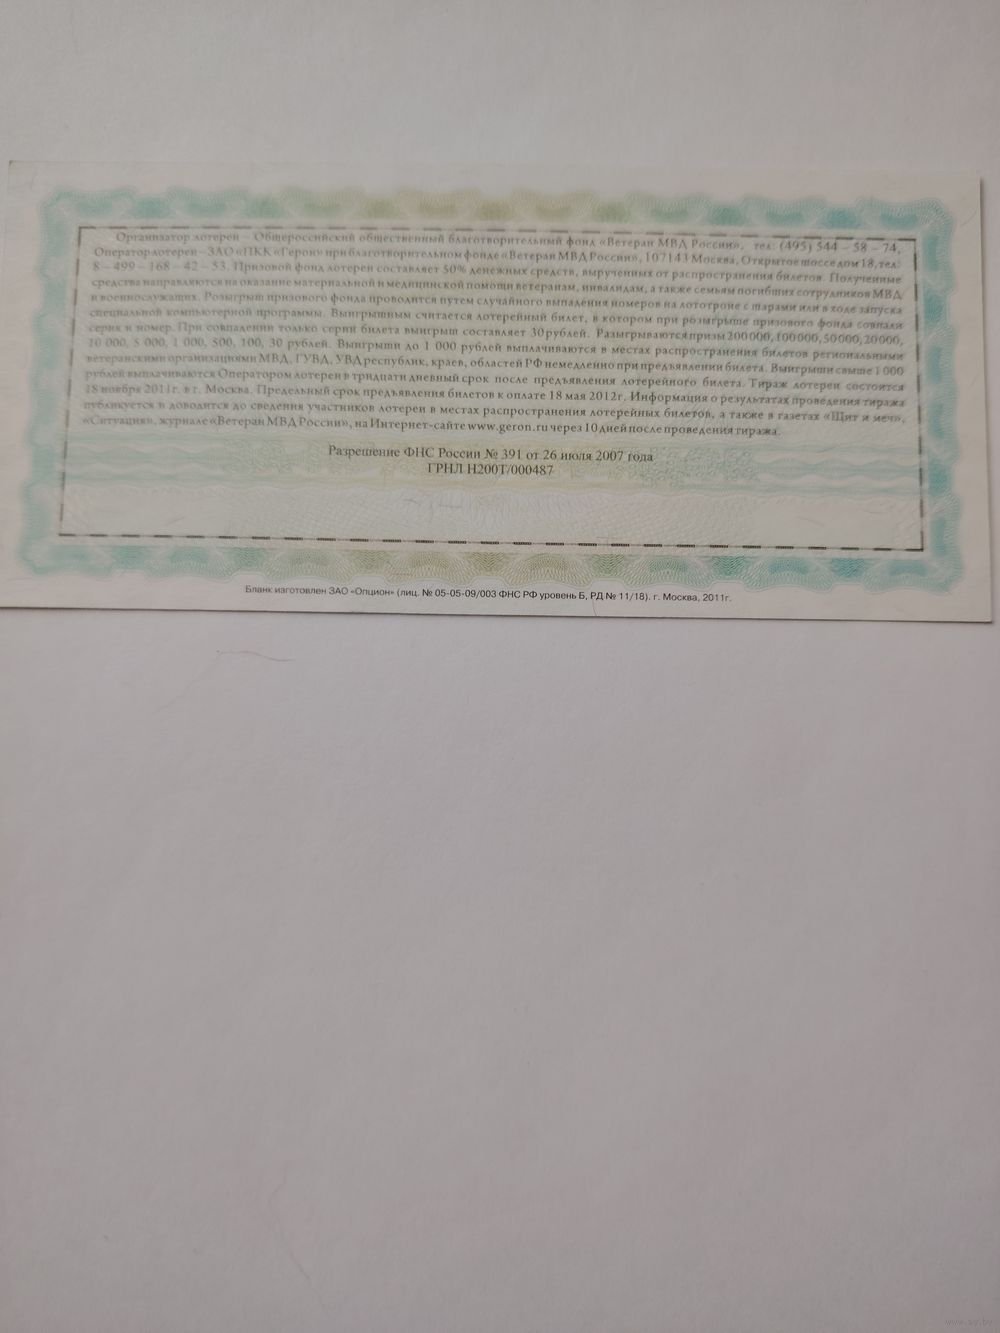 Организатор лотереи – Общероссийский общественный благотворительный фонд «Ветеран МВД России», тел: (495) 544 – 58 – 74,
Оператор лотереи – ЗАО «ПКК «Герои» при благотворительном фонде «Ветеран МВД России», 107143 Москва, Открытое шоссе дом 18, тел:
8 – 499 – 168 – 42 – 53. Призовой фонд лотереи составляет 50% денежных средств, вырученных от распространения билетов. Полученные
средства направляются на оказание материальной и медицинской помощи ветеранам, инвалидам, а также семьям погибших сотрудников МВД
и военнослужащих. Розыгрыш призового фонда проводится путем случайного выпадения номеров на лототроне с шарами или в ходе запуска
специальной компьютерной программы. Выигрышным считается лотерейный билет, в котором при розыгрыше призового фонда совпали
серия и номер. При совпадении только серии билета выигрыш составляет 30 рублей. Разыгрываются призы 200 000, 100 000, 50 000, 20 000,
10 000, 5 000, 1 000, 500, 100, 30 рублей. Выигрыши до 1 000 рублей выплачиваются в местах распространения билетов региональными
ветеранскими организациями МВД, ГУВД, УВД республик, краев, областей РФ немедленно при предъявлении билета. Выигрыши свыше 1 000
рублей выплачиваются Оператором лотереи в тридцати дневный срок после предъявления лотерейного билета. Тираж лотереи состоится
18 ноября 2011г. в г. Москва. Предельный срок предъявления билетов к оплате 18 мая 2012г. Информация о результатах проведения тиража
публикуется и доводится до сведения участников лотереи в местах распространения лотерейных билетов, а также в газетах «Щит и меч»,
«Ситуация», журнале «Ветеран МВД России», на Интернет-сайте www.geron.ru через 10 дней после проведения тиража.
Разрешение ФНС России № 391 от 26 июля 2007 года
ГРНЛ Н200Т/000487
Бланк изготовлен ЗАО «Опцион» (лиц. № 05-05-09/003 ФНС РФ уровень Б, РД № 11/18). г. Москва, 2011г.